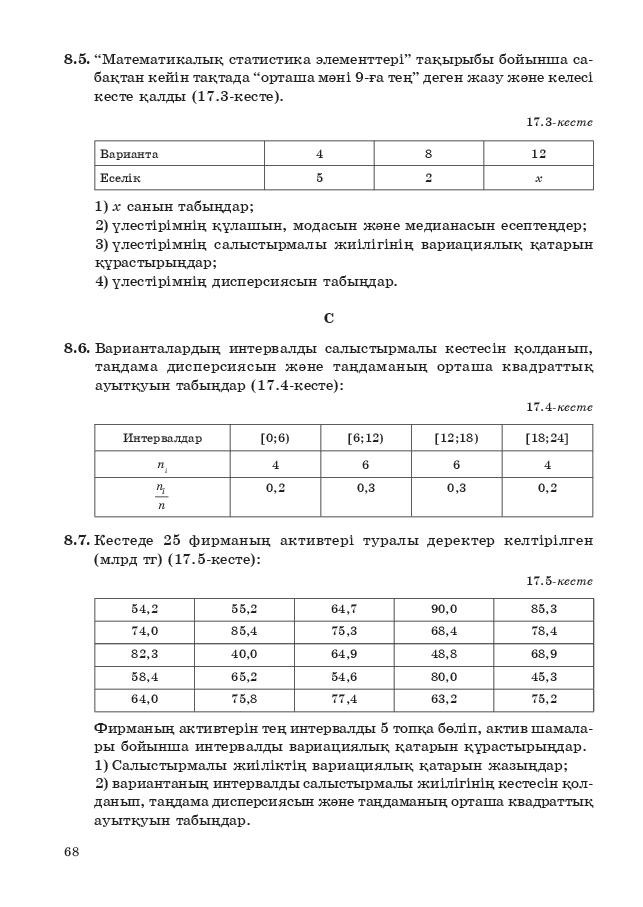 8.5. “Математикалық статистика элементтері” тақырыбы бойынша са-
бақтан кейін тақтада “орташа мәні 9-ға тең” деген жазу және келесі
кесте қалды (17.3-кесте).
17.3-кесте
Варианта 4 8 12
Еселік 5 2 x
1) x санын табыңдар;
2) үлестірімнің құлашын, модасын және медианасын есептеңдер;
3) үлестірімнің салыстырмалы жиілігінің вариациялық қатарын
құрастырыңдар;
4) үлестірімнің дисперсиясын табыңдар.
С
8.6. Варианталардың интервалды салыстырмалы кестесін қолданып,
таңдама дисперсиясын және таңдаманың орташа квадраттық
ауытқуын табыңдар (17.4-кесте):
17.4-кесте
Интервалдар [0;6) [6;12) [12;18) [18;24]
nᵢ 4 6 6 4
nᵢ/n 0,2 0,3 0,3 0,2
8.7. Кестеде 25 фирманың активтері туралы деректер келтірілген
(млрд тг) (17.5-кесте):
17.5-кесте
54,2 55,2 64,7 90,0 85,3
74,0 85,4 75,3 68,4 78,4
82,3 40,0 64,9 48,8 68,9
58,4 65,2 54,6 80,0 45,3
64,0 75,8 77,4 63,2 75,2
Фирманың активтерін тең интервалды 5 топқа бөліп, актив шамала-
ры бойынша интервалды вариациялық қатарын құрастырыңдар.
1) Салыстырмалы жиіліктің вариациялық қатарын жазыңдар;
2) вариантаның интервалды салыстырмалы жиілігінің кестесін қол-
данып, таңдама дисперсиясын және таңдаманың орташа квадраттық
ауытқуын табыңдар.
68